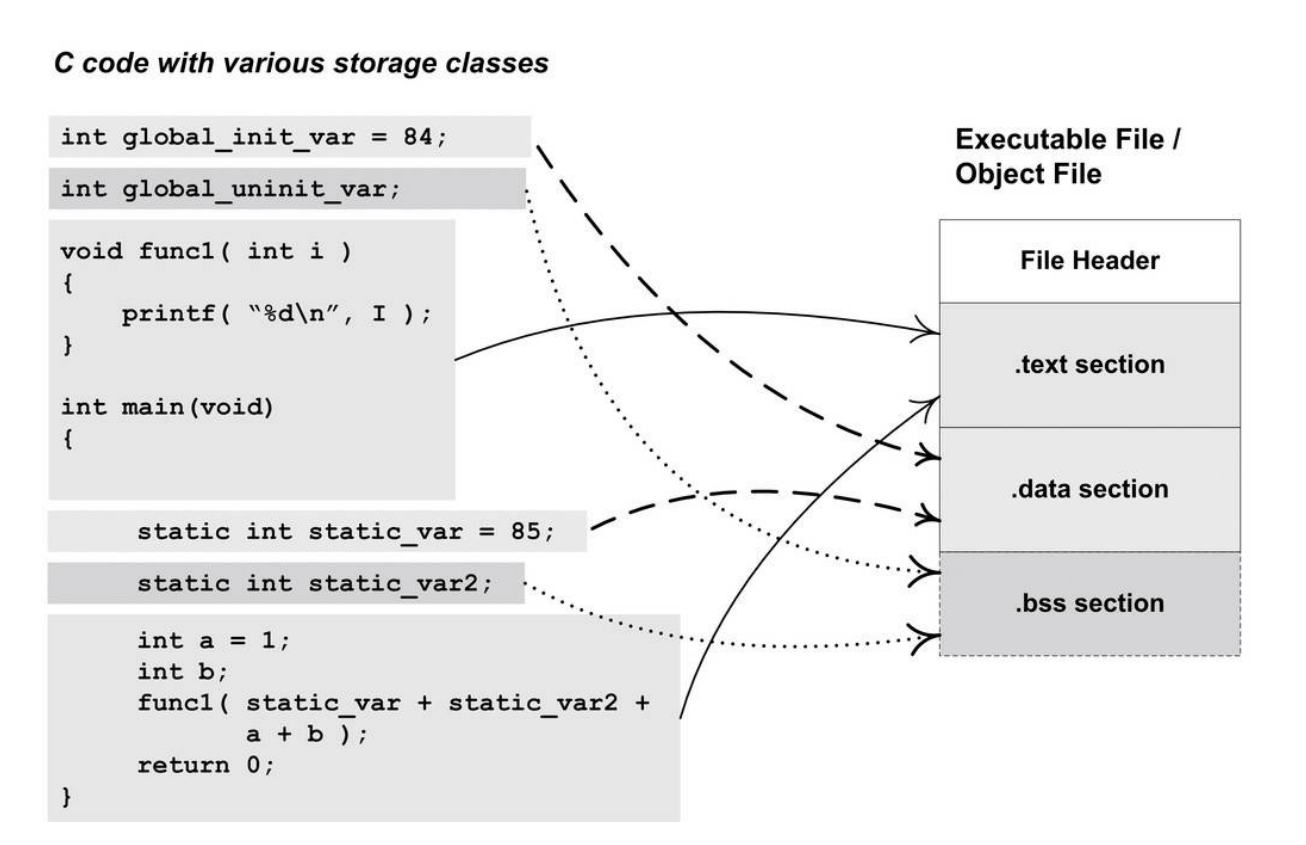 C code with various storage classes
int global_init_var = 84;
int global_uninit_var;
void func1( int i )
{
    printf( “%d\n”, I );
}
int main(void)
{
static int static_var = 85;
static int static_var2;
int a = 1;
int b;
func1( static_var + static_var2 +
a + b );
return 0;
}
Executable File /
Object File
File Header
.text section
.data section
.bss section